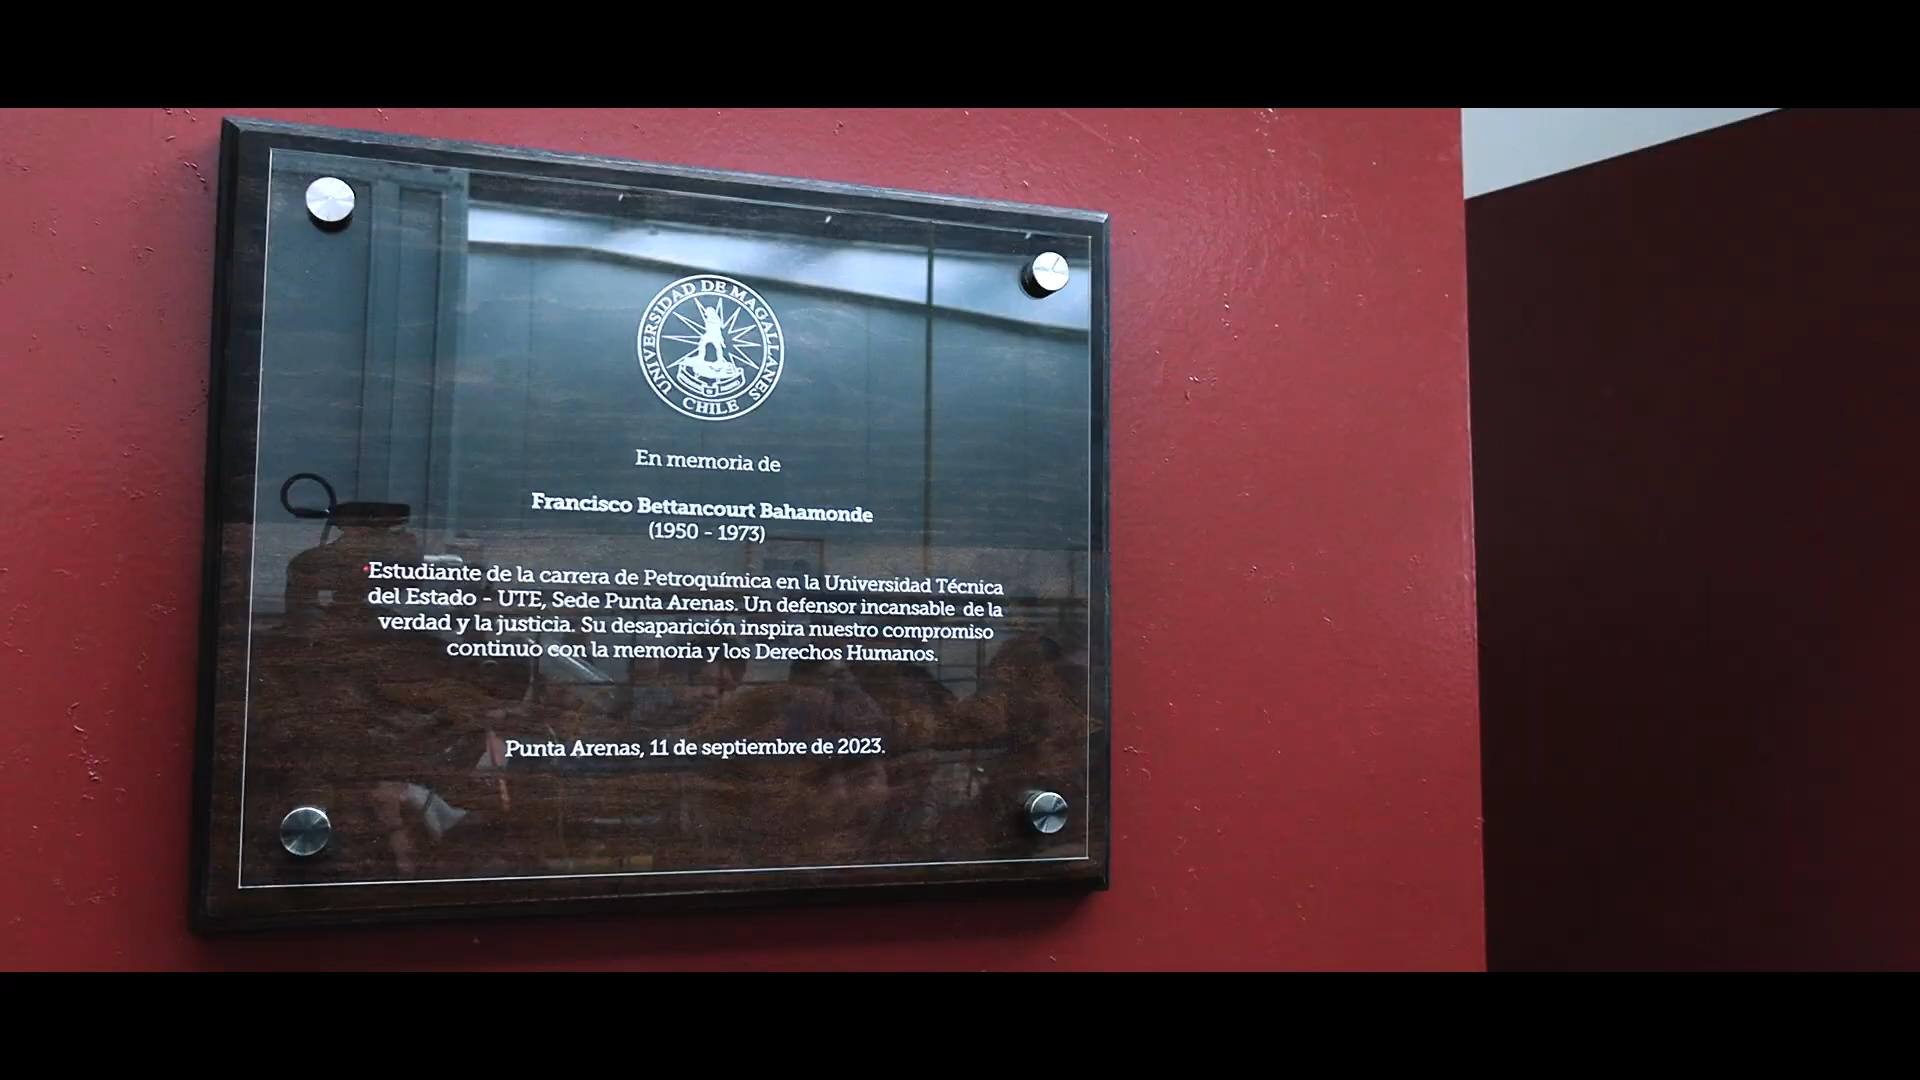 UNIVERSIDAD DE MAGALLANES
CHILE
En memoria de
Francisco Bettancourt Bahamonde
(1950 - 1973)
Estudiante de la carrera de Petroquímica en la Universidad Técnica
del Estado - UTE, Sede Punta Arenas. Un defensor incansable de la
verdad y la justicia. Su desaparición inspira nuestro compromiso
continuo con la memoria y los Derechos Humanos.
Punta Arenas, 11 de septiembre de 2023.